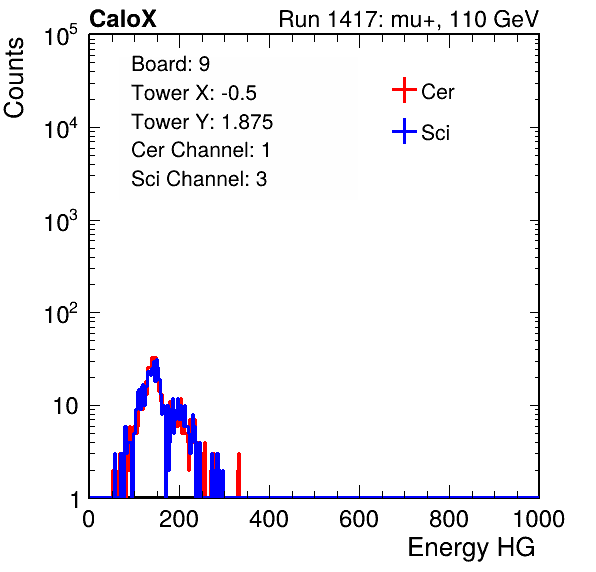 CaloX Run 1417: mu+, 110 GeV
Counts
10^5
10^4
10^3
10^2
10
1
Board: 9
Tower X: -0.5
Tower Y: 1.875
Cer Channel: 1
Sci Channel: 3
Cer
Sci
0 200 400 600 800 1000
Energy HG